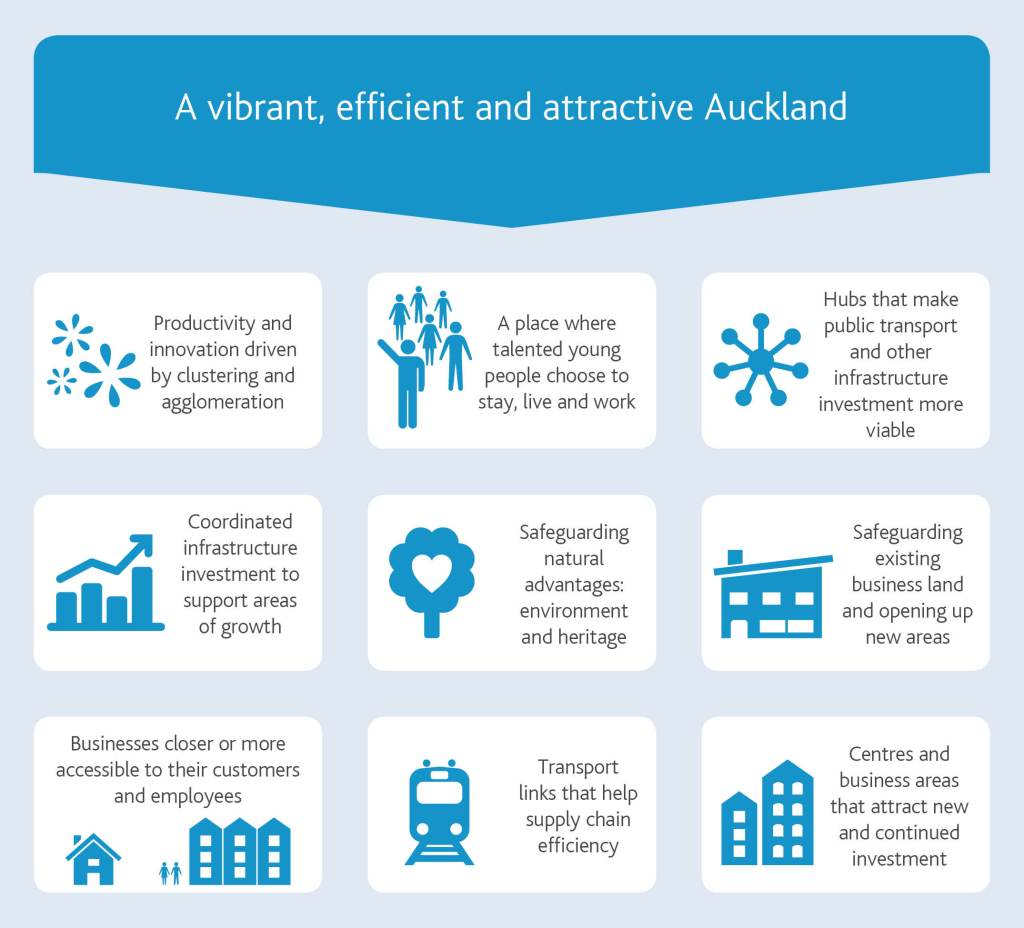 A vibrant, efficient and attractive Auckland
Productivity and
innovation driven
by clustering and
agglomeration
A place where
talented young
people choose to
stay, live and work
Hubs that make
public transport
and other
infrastructure
investment more
viable
Coordinated
infrastructure
investment to
support areas
of growth
Safeguarding
natural
advantages:
environment
and heritage
Safeguarding
existing
business land
and opening up
new areas
Businesses closer or more
accessible to their customers
and employees
Transport
links that help
supply chain
efficiency
Centres and
business areas
that attract new
and continued
investment